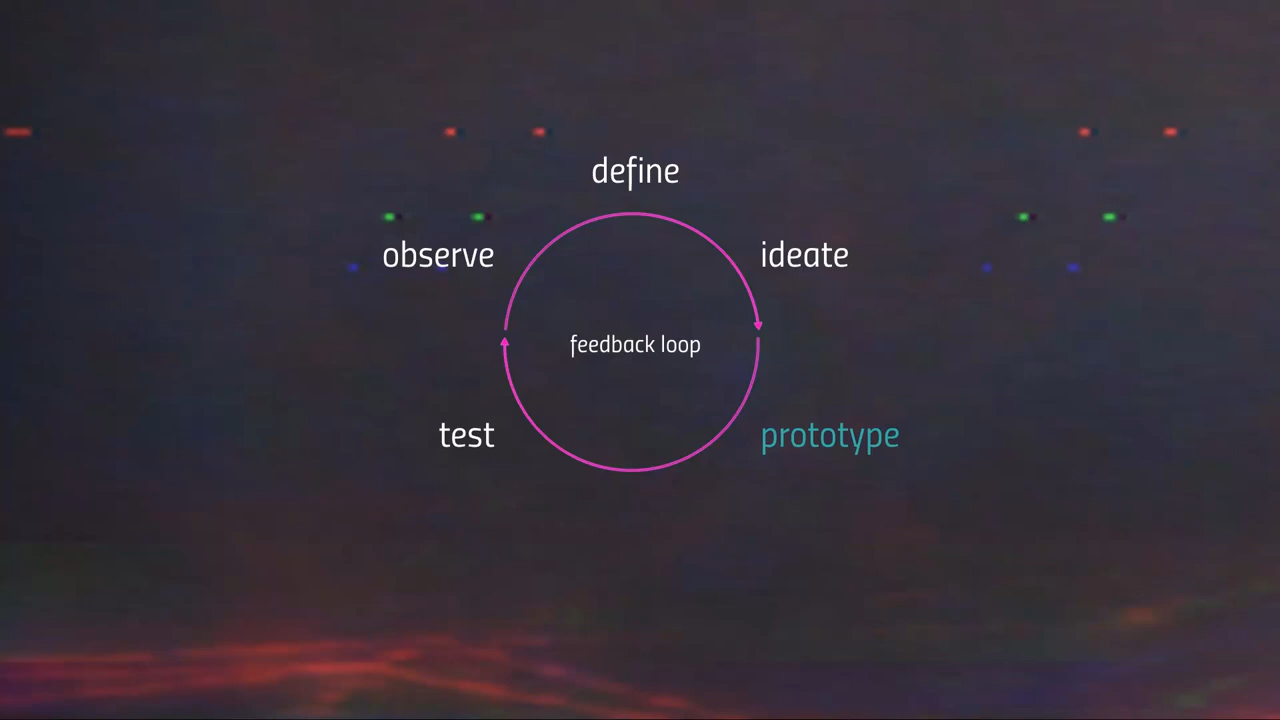 define
observe
ideate
feedback loop
test
prototype